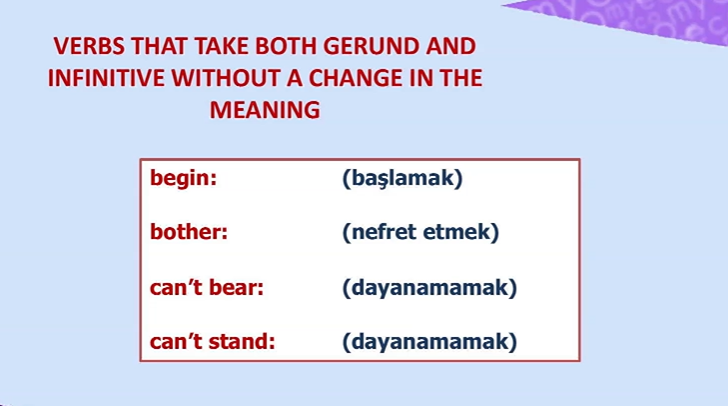 VERBS THAT TAKE BOTH GERUND AND
INFINITIVE WITHOUT A CHANGE IN THE
MEANING
begin: (başlamak)
bother: (nefret etmek)
can't bear: (dayanamamak)
can't stand: (dayanamamak)